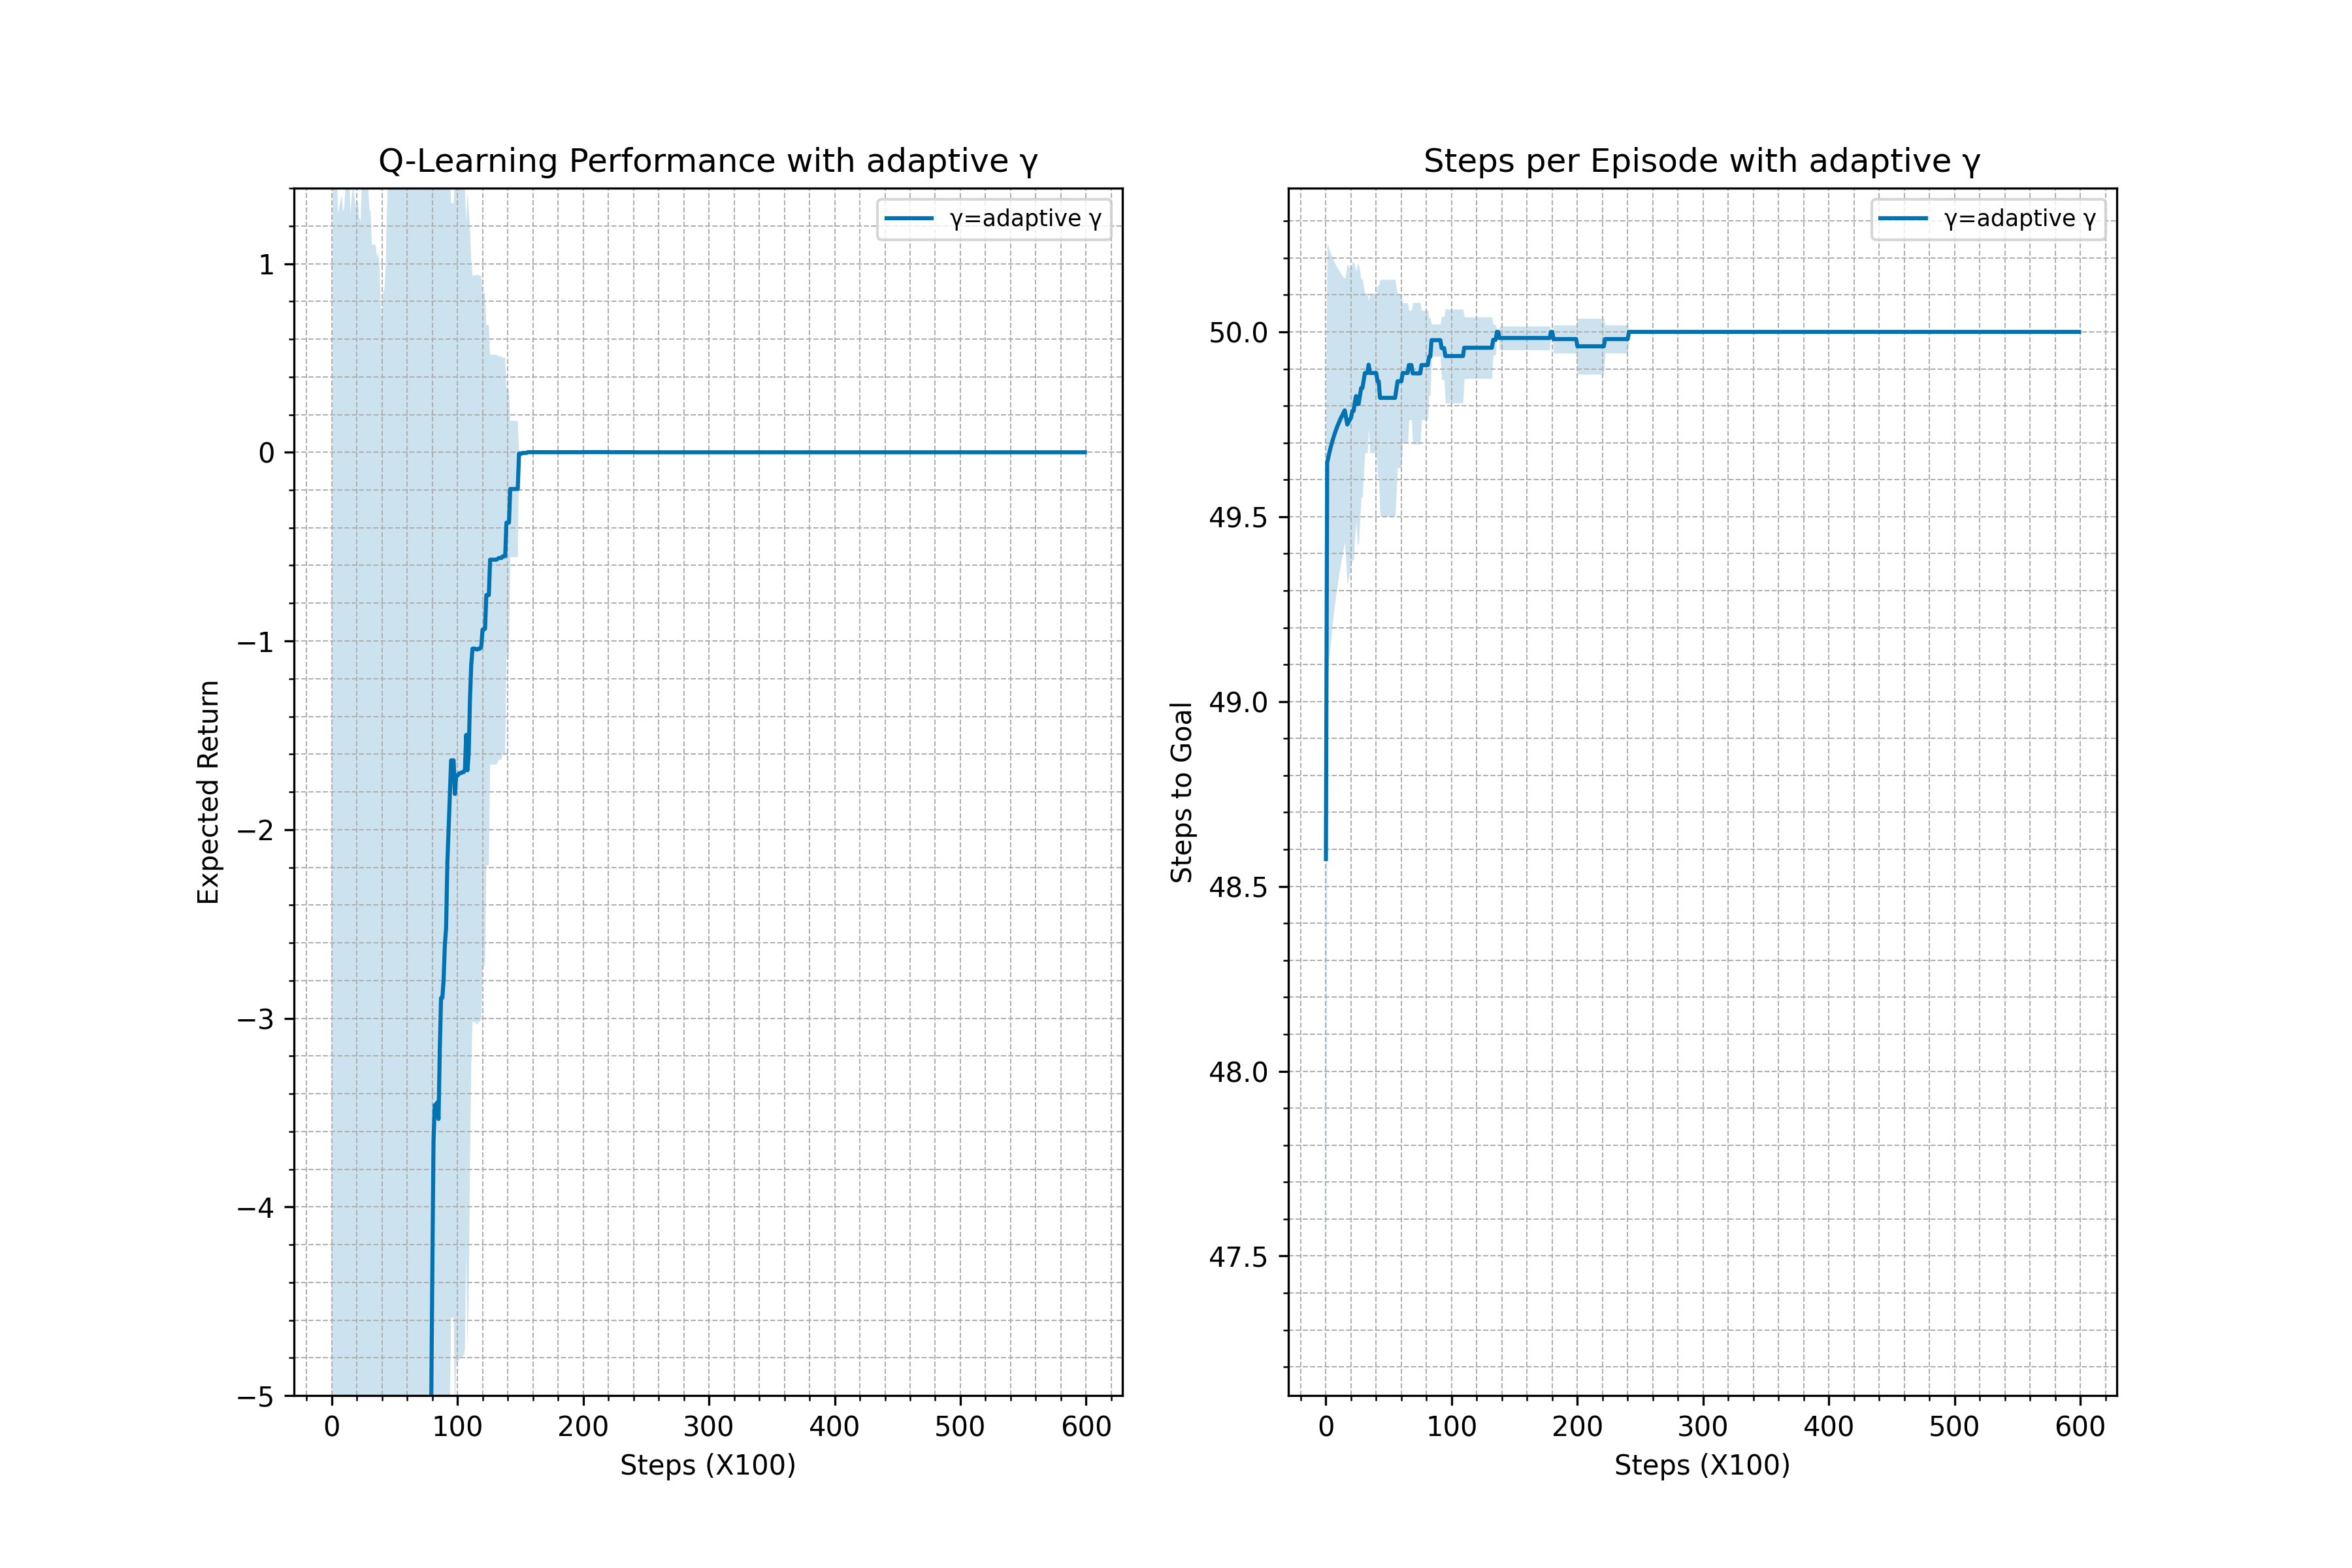 Q-Learning Performance with adaptive γ
γ=adaptive γ
1
0
−1
−2
−3
−4
−5
Expected Return
0 100 200 300 400 500 600
Steps (X100)
Steps per Episode with adaptive γ
γ=adaptive γ
50.0
49.5
49.0
48.5
48.0
47.5
Steps to Goal
0 100 200 300 400 500 600
Steps (X100)